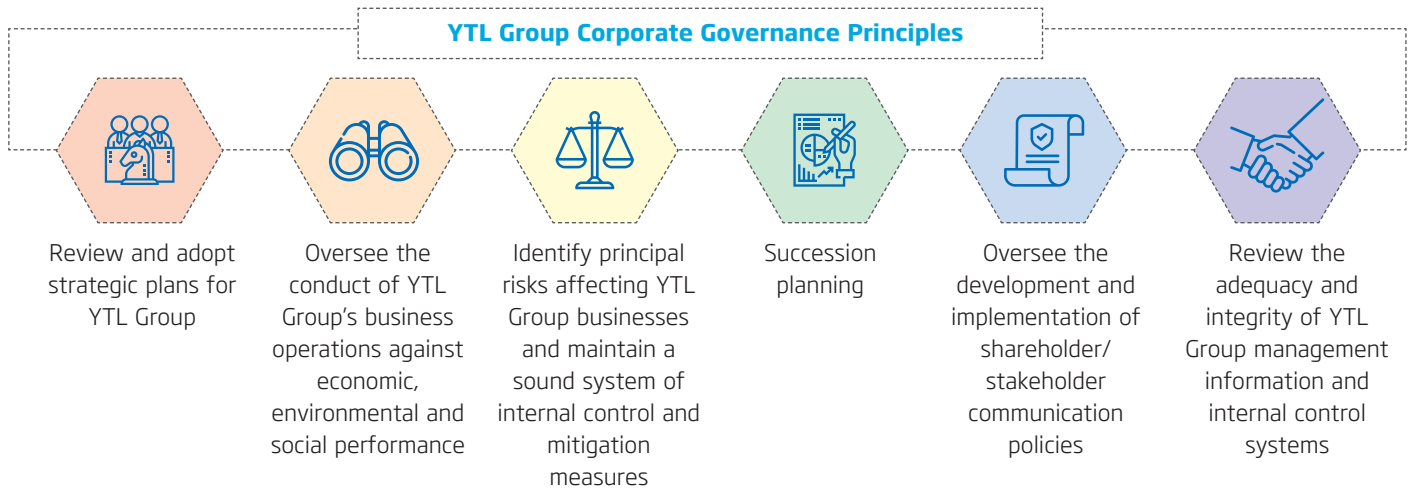 YTL Group Corporate Governance Principles
Review and adopt
strategic plans for
YTL Group
Oversee the
conduct of YTL
Group's business
operations against
economic,
environmental and
social performance
Identify principal
risks affecting YTL
Group businesses
and maintain a
sound system of
internal control and
mitigation
measures
Succession
planning
Oversee the
development and
implementation of
shareholder/
stakeholder
communication
policies
Review the
adequacy and
integrity of YTL
Group management
information and
internal control
systems